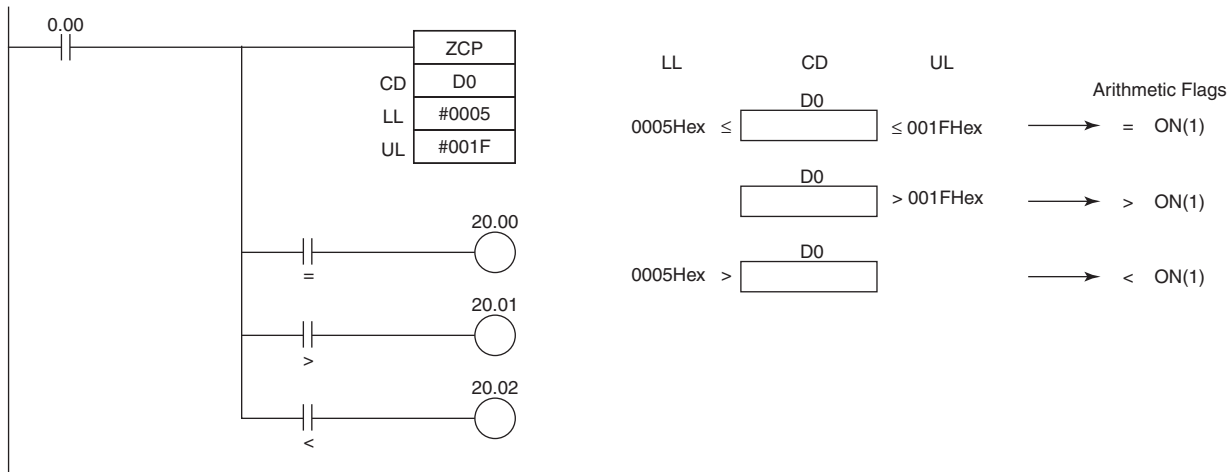 0.00
ZCP
CD D0
LL #0005
UL #001F
20.00
=
20.01
>
20.02
<
LL CD UL
Arithmetic Flags
D0
0005Hex ≤ ≤ 001FHex = ON(1)
D0
> 001FHex > ON(1)
D0
0005Hex > < ON(1)